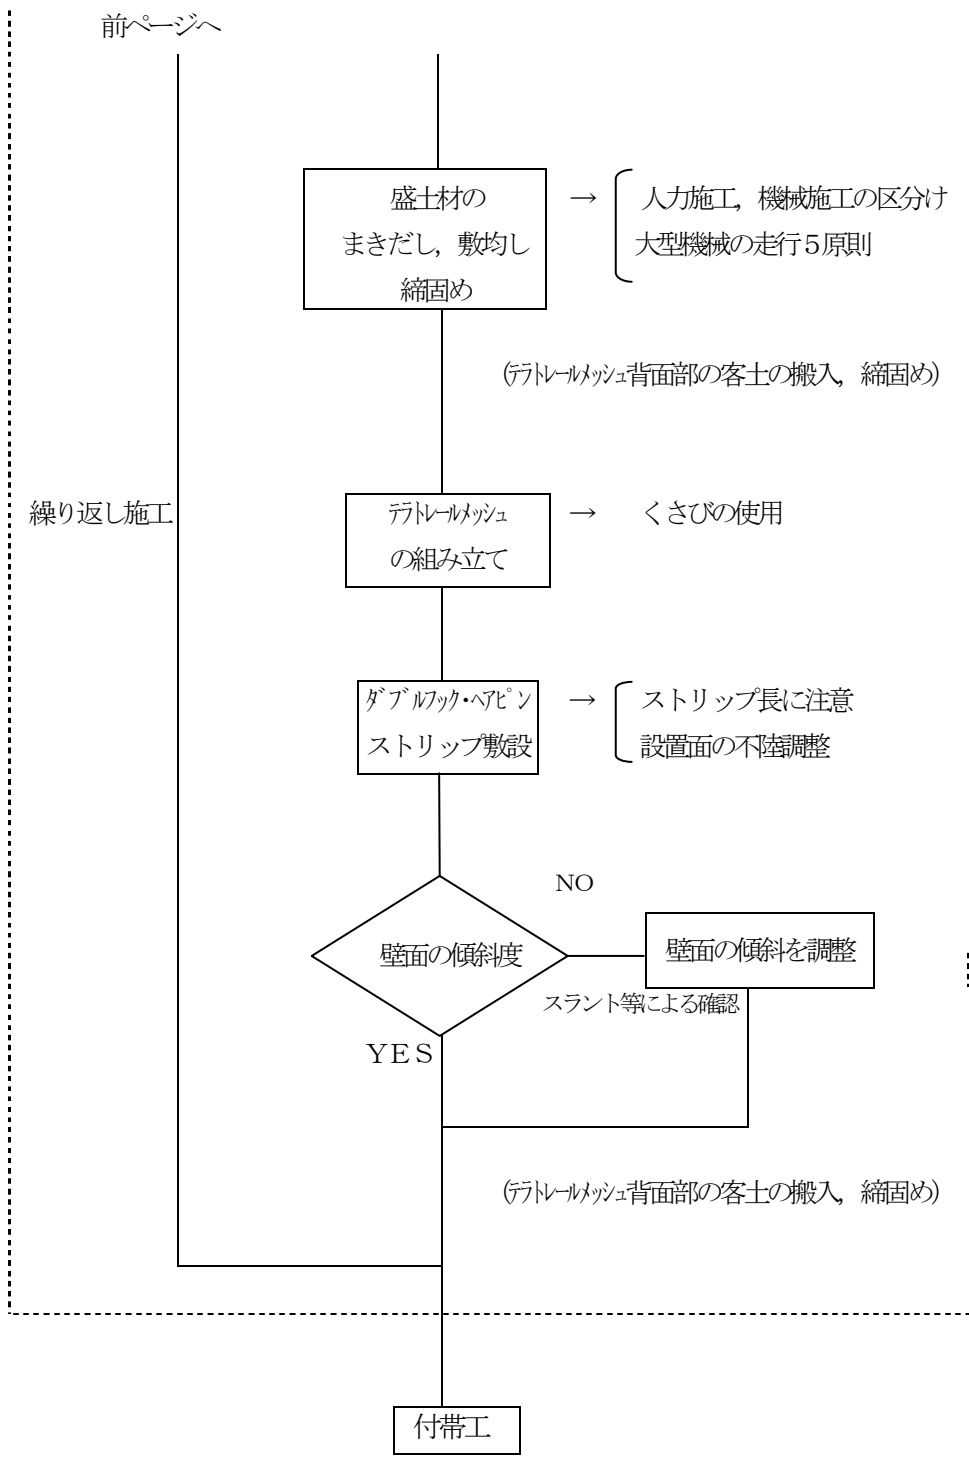 前ページへ
盛土材の
まきだし，敷均し
締固め
→
人力施工，機械施工の区分け
大型機械の走行５原則
(ﾃﾗﾄﾚｰﾙﾒｯｼｭ背面部の客土の搬入，締固め)
繰り返し施工
ﾃﾗﾄﾚｰﾙﾒｯｼｭ
の組み立て
→
くさびの使用
ﾀﾞﾌﾞﾙﾌｯｸ・ﾍｱﾋﾟﾝ
ストリップ敷設
→
ストリップ長に注意
設置面の不陸調整
NO
壁面の傾斜度
壁面の傾斜を調整
スラント等による確認
ＹＥＳ
(ﾃﾗﾄﾚｰﾙﾒｯｼｭ背面部の客土の搬入，締固め)
付帯工